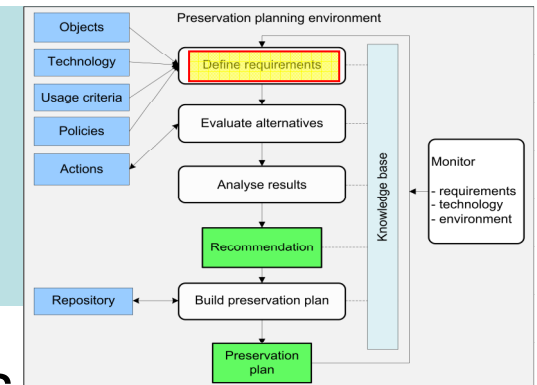 Preservation planning environment
Objects
Technology
Usage criteria
Policies
Actions
Repository
Define requirements
Evaluate alternatives
Analyse results
Recommendation
Build preservation plan
Preservation
plan
Knowledge base
Monitor
- requirements
- technology
- environment